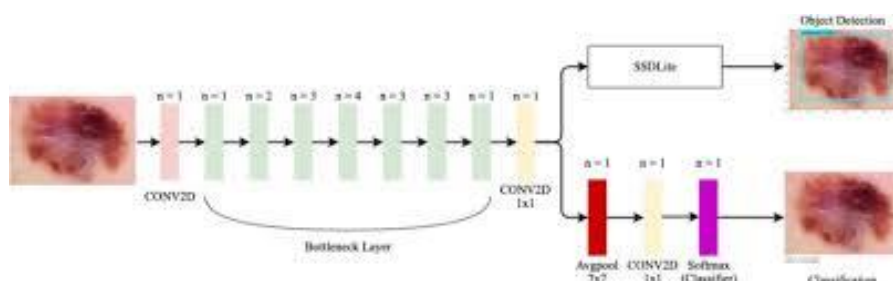 Object Detection
SSDLite
n = 1 n = 1 n = 2 n = 3 n = 4 n = 3 n = 3 n = 1 n = 1
CONV2D
CONV2D
1x1
Bottleneck Layer
n = 1 n = 1 n = 1
Avgpool
7x7
CONV2D
1x1
Softmax
(Classifier)
Classification